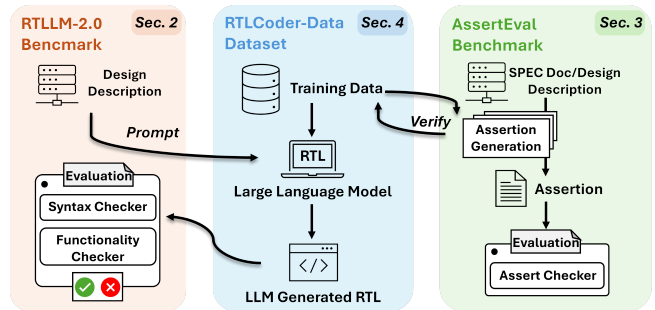 RTLLM-2.0
Bencmark
Sec. 2
Design
Description
Prompt
Evaluation
Syntax Checker
Functionality
Checker
RTLCoder-Data
Dataset
Sec. 4
Training Data
RTL
Large Language Model
</>
LLM Generated RTL
Verify
AssertEval
Benchmark
Sec. 3
SPEC Doc/Design
Description
Assertion
Generation
Assertion
Evaluation
Assert Checker